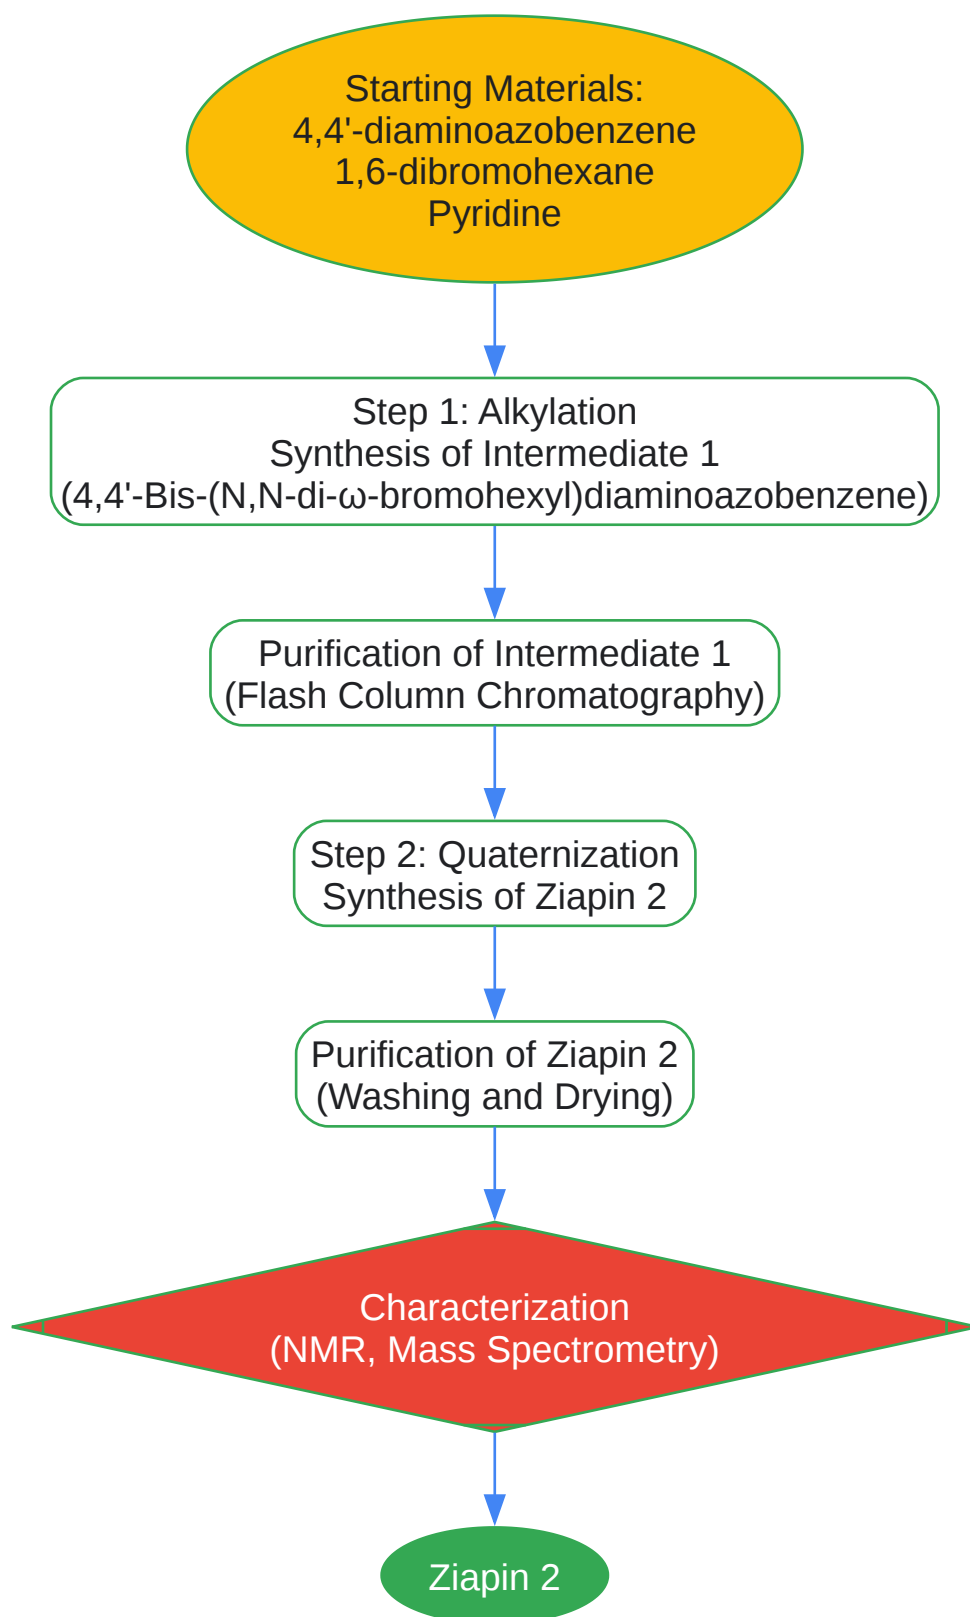 Starting Materials:
4,4'-diaminoazobenzene
1,6-dibromohexane
Pyridine
Step 1: Alkylation
Synthesis of Intermediate 1
(4,4'-Bis-(N,N-di-ω-bromohexyl)diaminoazobenzene)
Purification of Intermediate 1
(Flash Column Chromatography)
Step 2: Quaternization
Synthesis of Ziapin 2
Purification of Ziapin 2
(Washing and Drying)
Characterization
(NMR, Mass Spectrometry)
Ziapin 2